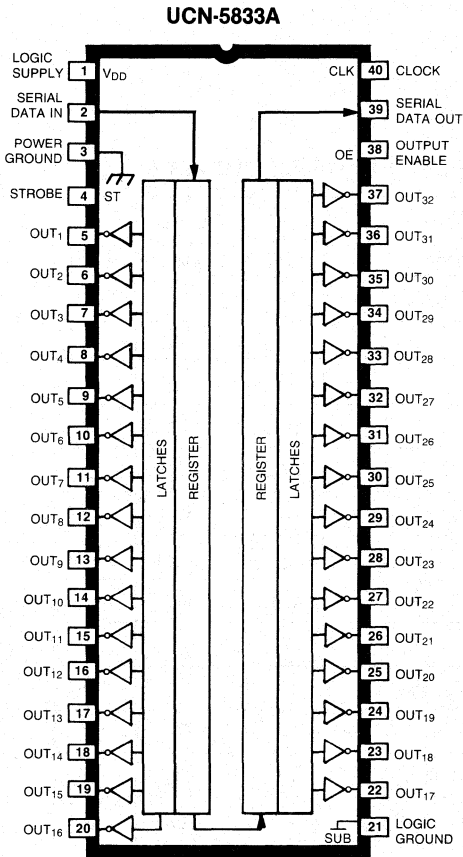 UCN-5833A
LOGIC
SUPPLY
1
VDD
CLK
40
CLOCK
SERIAL
DATA IN
2
39
SERIAL
DATA OUT
POWER
GROUND
3
OE
38
OUTPUT
ENABLE
STROBE
4
ST
37
OUT32
OUT1
5
36
OUT31
OUT2
6
35
OUT30
OUT3
7
34
OUT29
OUT4
8
33
OUT28
OUT5
9
32
OUT27
OUT6
10
31
OUT26
LATCHES
REGISTER
REGISTER
LATCHES
OUT7
11
30
OUT25
OUT8
12
29
OUT24
OUT9
13
28
OUT23
OUT10
14
27
OUT22
OUT11
15
26
OUT21
OUT12
16
25
OUT20
OUT13
17
24
OUT19
OUT14
18
23
OUT18
OUT15
19
22
OUT17
OUT16
20
SUB
21
LOGIC
GROUND